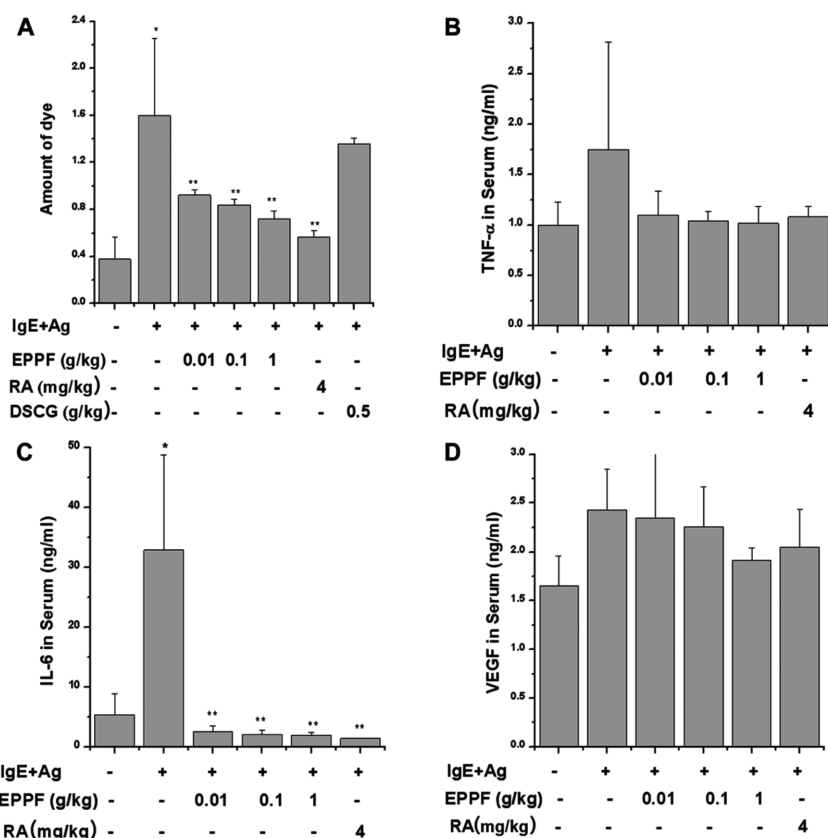 A
Amount of dye
2.4
2.0
1.6
1.2
0.8
0.4
0.0
*
**
**
**
**
IgE+Ag - + + + + + +
EPPF (g/kg) - - 0.01 0.1 1 - -
RA (mg/kg) - - - - - 4 -
DSCG (g/kg) - - - - - - 0.5
B
TNF-α in Serum (ng/ml)
3.0
2.5
2.0
1.5
1.0
0.5
0.0
IgE+Ag - + + + + +
EPPF (g/kg) - - 0.01 0.1 1 -
RA(mg/kg) - - - - - 4
C
IL-6 in Serum (ng/ml)
50
40
30
20
10
0
*
**
**
**
**
IgE+Ag - + + + + +
EPPF (g/kg) - - 0.01 0.1 1 -
RA(mg/kg) - - - - - 4
D
VEGF in Serum (ng/ml)
3.0
2.5
2.0
1.5
1.0
0.5
0.0
IgE+Ag - + + + + +
EPPF (g/kg) - - 0.01 0.1 1 -
RA(mg/kg) - - - - - 4